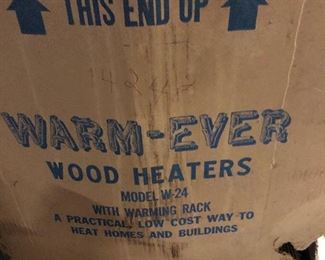 THIS END UP
WARM-EVER
WOOD HEATERS
MODEL W-24
WITH WARMING RACK
A PRACTICAL, LOW COST WAY TO
HEAT HOMES AND BUILDINGS